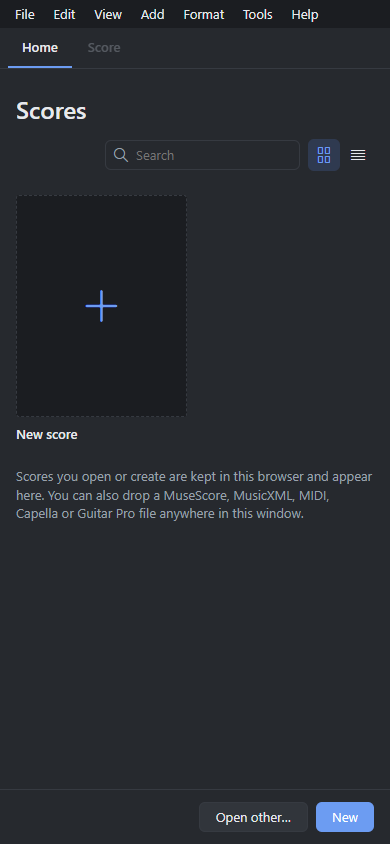 File Edit View Add Format Tools Help
Home Score
Scores
Search
New score
Scores you open or create are kept in this browser and appear
here. You can also drop a MuseScore, MusicXML, MIDI,
Capella or Guitar Pro file anywhere in this window.
Open other... New